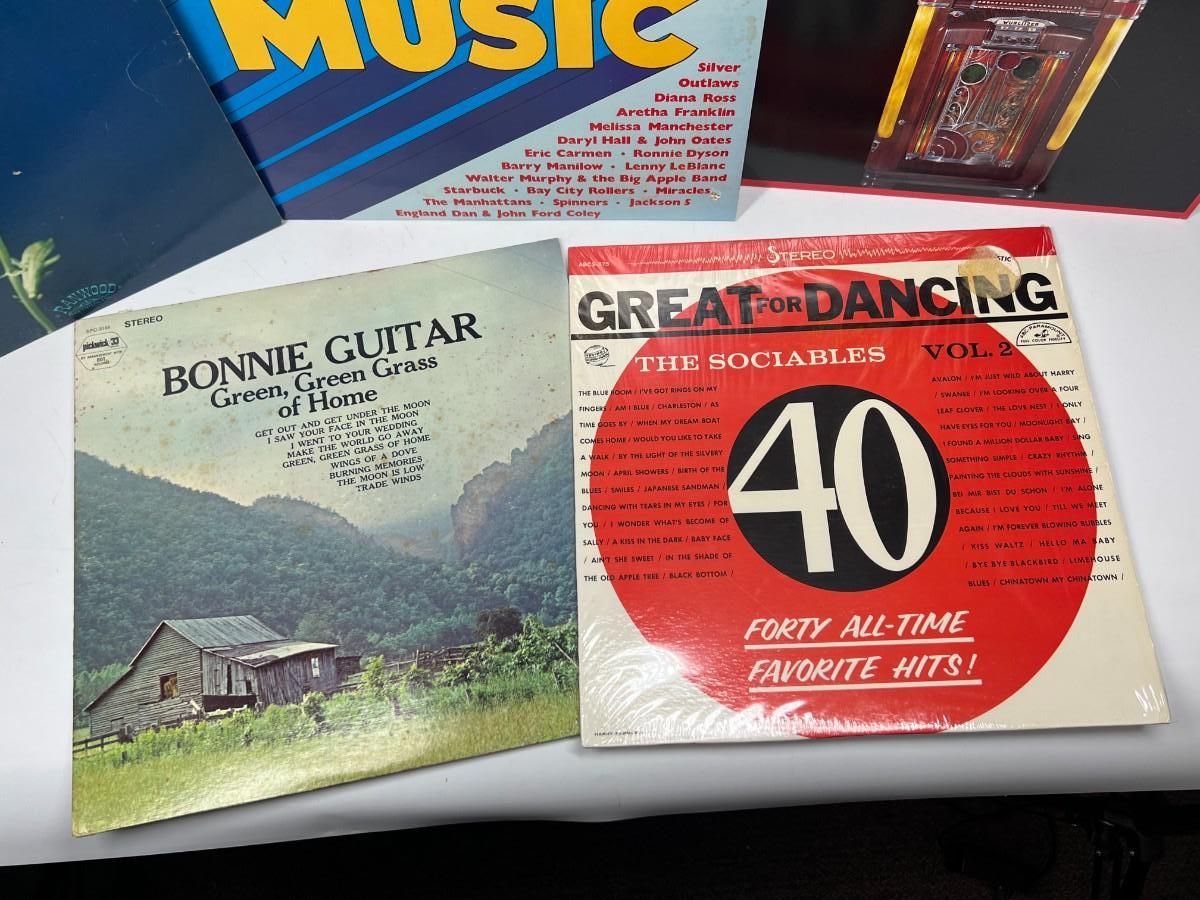 MUSIC
Silver
Outlaws
Diana Ross
Aretha Franklin
Melissa Manchester
Daryl Hall & John Oates
Eric Carmen • Ronnie Dyson
Barry Manilow • Lenny LeBlanc
Walter Murphy & the Big Apple Band
Starbuck • Bay City Rollers • Miracles
The Manhattans • Spinners • Jackson 5
England Dan & John Ford Coley
WURLITZER
RANWOOD
pickwick/33
STEREO
BONNIE GUITAR
Green, Green Grass
of Home
GET OUT AND GET UNDER THE MOON
I SAW YOUR FACE IN THE MOON
I WENT TO YOUR WEDDING
MAKE THE WORLD GO AWAY
GREEN, GREEN GRASS OF HOME
WINGS OF A DOVE
BURNING MEMORIES
THE MOON IS LOW
TRADE WINDS
ABCS-375
STEREO
GREAT FOR DANCING
ABC-PARAMOUNT
FULL COLOR FIDELITY
THE SOCIABLES VOL. 2
THE BLUE ROOM / I'VE GOT RINGS ON MY
FINGERS / AM I BLUE / CHARLESTON / AS
TIME GOES BY / WHEN MY DREAM BOAT
COMES HOME / WOULD YOU LIKE TO TAKE
A WALK / BY THE LIGHT OF THE SILVERY
MOON / APRIL SHOWERS / BIRTH OF THE
BLUES / SMILES / JAPANESE SANDMAN /
DANCING WITH TEARS IN MY EYES / FOR
YOU / I WONDER WHAT'S BECOME OF
SALLY / A KISS IN THE DARK / BABY FACE
/ AIN'T SHE SWEET / IN THE SHADE OF
THE OLD APPLE TREE / BLACK BOTTOM /
AVALON / I'M JUST WILD ABOUT HARRY
/ SWANEE / I'M LOOKING OVER A FOUR
LEAF CLOVER / THE LOVE NEST / I ONLY
HAVE EYES FOR YOU / MOONLIGHT BAY /
I FOUND A MILLION DOLLAR BABY / SING
SOMETHING SIMPLE / CRAZY RHYTHM /
PAINTING THE CLOUDS WITH SUNSHINE /
BEI MIR BIST DU SCHON / I'M ALONE
BECAUSE I LOVE YOU / TILL WE MEET
AGAIN / I'M FOREVER BLOWING BUBBLES
/ KISS WALTZ / HELLO MA BABY
/ BYE BYE BLACKBIRD / LIMEHOUSE
BLUES / CHINATOWN MY CHINATOWN /
40
FORTY ALL-TIME
FAVORITE HITS!